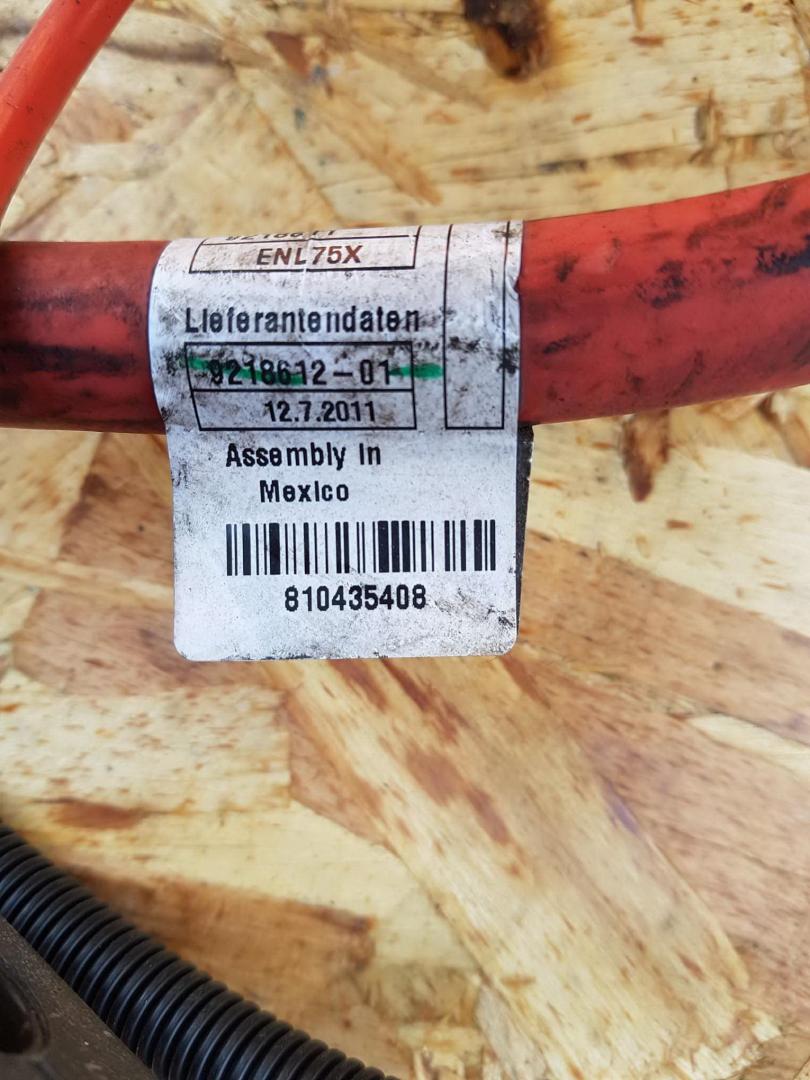 ENL75X
Lieferantendaten
9218612-01
12.7.2011
Assembly in
Mexico
810435408